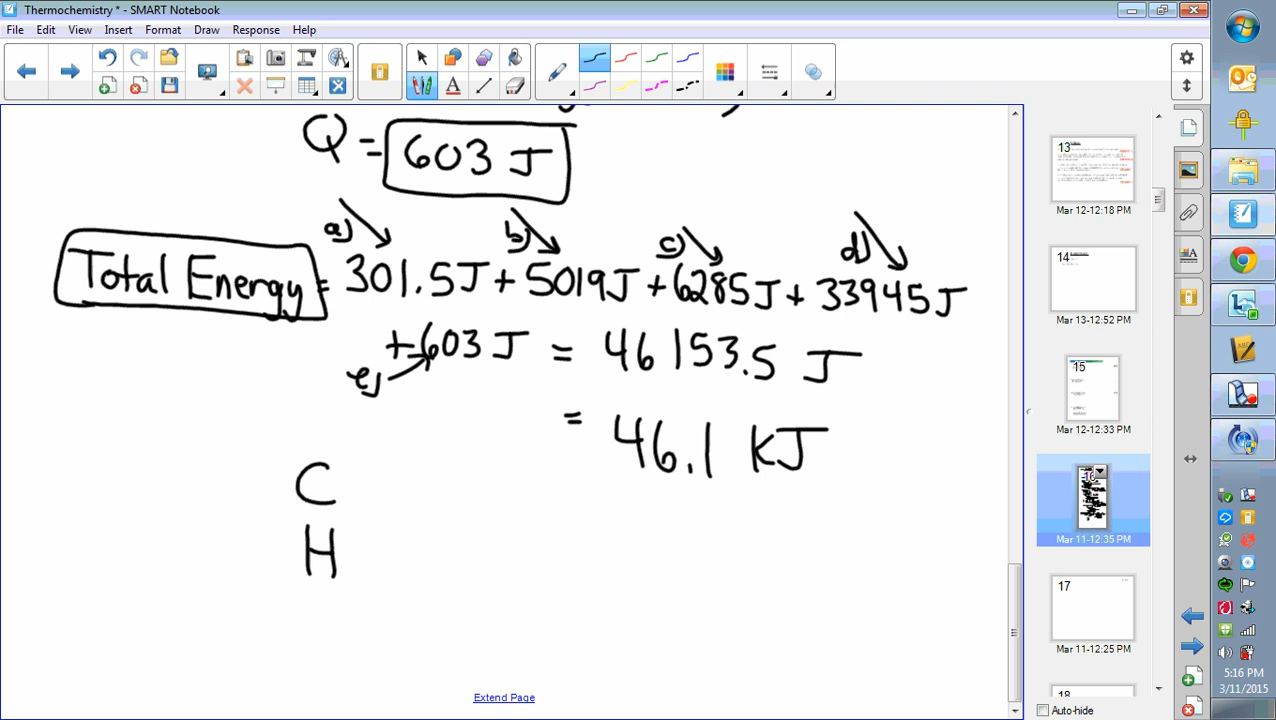 Thermochemistry * - SMART Notebook
File Edit View Insert Format Draw Response Help
Q = 603 J
a) b) c) d)
Total Energy = 301.5J + 5019J + 6285J + 33945J
+ 603 J = 46153.5 J
e)
= 46.1 KJ
C
H
Extend Page
13
Mar 12-12:18 PM
14
Mar 13-12:52 PM
15
Mar 12-12:33 PM
16
Mar 11-12:35 PM
17
Mar 11-12:25 PM
18
Auto-hide
5:16 PM
3/11/2015